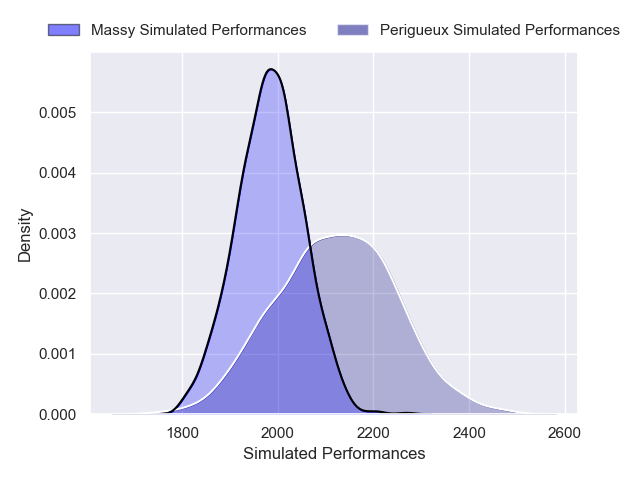 Massy Simulated Performances
Perigueux Simulated Performances
Density
0.005
0.004
0.003
0.002
0.001
0.000
1800
2000
2200
2400
2600
Simulated Performances